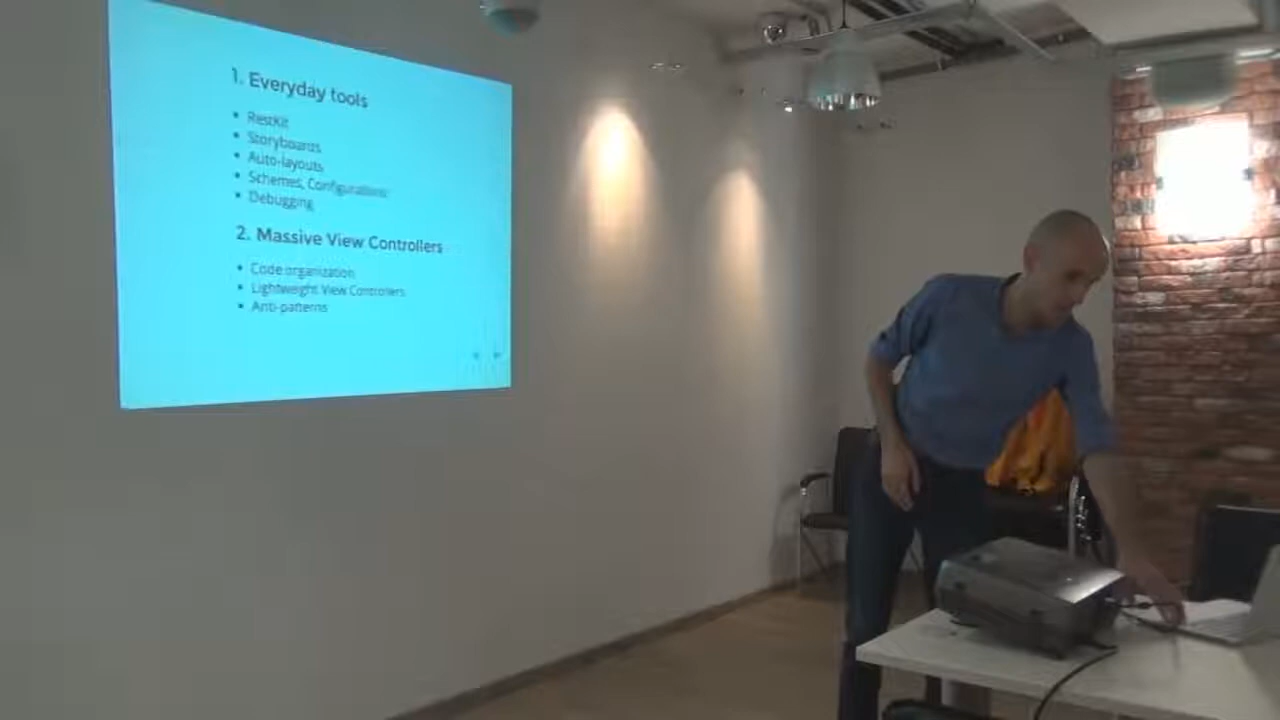 1. Everyday tools
• RestKit
• Storyboards
• Auto-layouts
• Schemes, Configurations
• Debugging
2. Massive View Controllers
• Code organization
• Lightweight View Controllers
• Anti-patterns